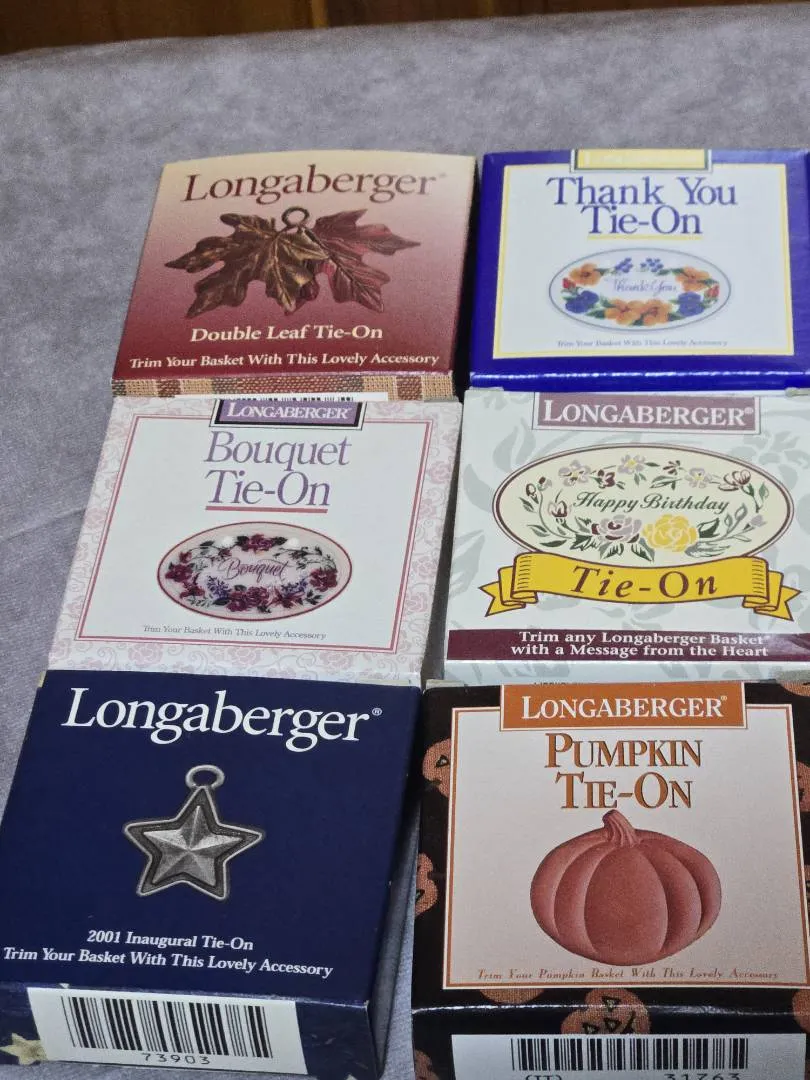 Longaberger®
Double Leaf Tie-On
Trim Your Basket With This Lovely Accessory
Thank You
Tie-On
Thank You
Trim Your Basket With This Lovely Accessory
LONGABERGER®
Bouquet
Tie-On
Bouquet
Trim Your Basket With This Lovely Accessory
LONGABERGER®
Happy Birthday
Tie-On
Trim any Longaberger Basket®
with a Message from the Heart
Longaberger®
2001 Inaugural Tie-On
Trim Your Basket With This Lovely Accessory
73903
LONGABERGER®
PUMPKIN
TIE-ON
Trim Your Pumpkin Basket With This Lovely Accessory
(IT) 31763